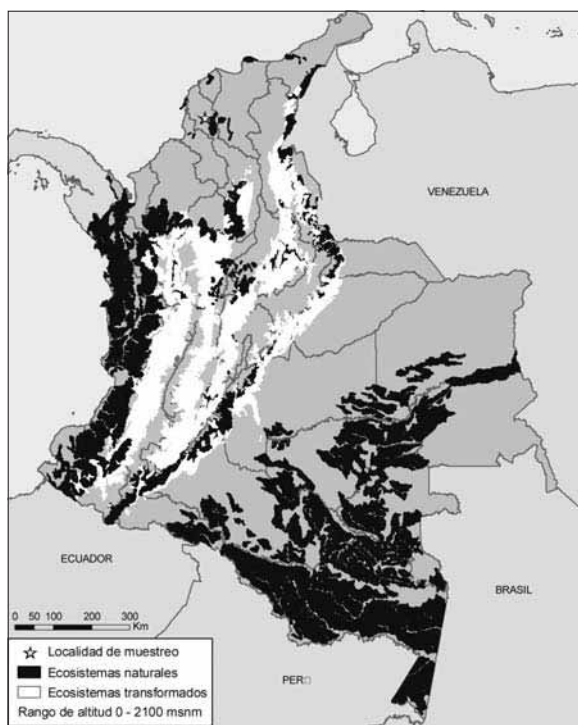 VENEZUELA
ECUADOR
BRASIL
PER□
0 50 100 200 300
Km
Localidad de muestreo
Ecosistemas naturales
Ecosistemas transformados
Rango de altitud 0 - 2100 msnm